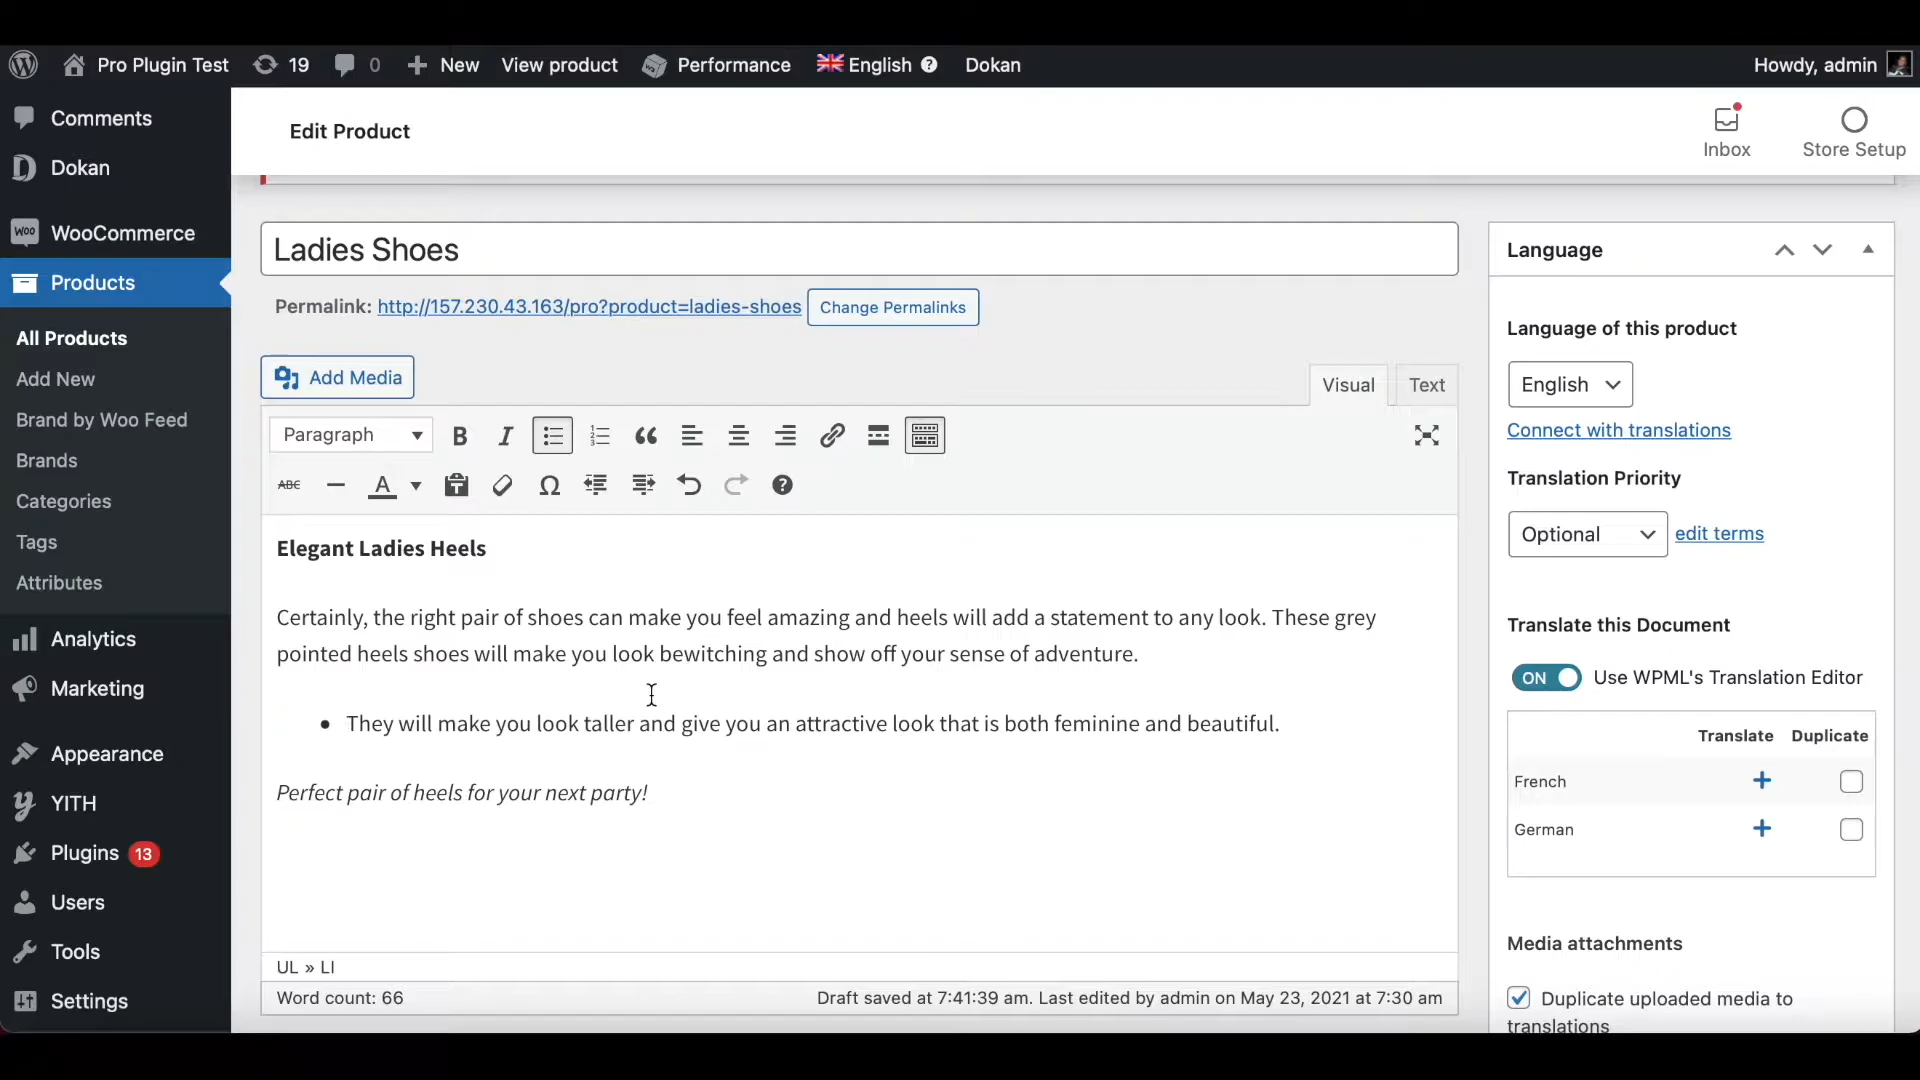 Pro Plugin Test 19 0 New View product Performance English Dokan Howdy, admin
Comments
Dokan
WooCommerce
Products
All Products
Add New
Brand by Woo Feed
Brands
Categories
Tags
Attributes
Analytics
Marketing
Appearance
YITH
Plugins 13
Users
Tools
Settings
Edit Product
Inbox
Store Setup
Ladies Shoes
Permalink: http://157.230.43.163/pro?product=ladies-shoes Change Permalinks
Add Media
Visual Text
Paragraph
ABC
Elegant Ladies Heels
Certainly, the right pair of shoes can make you feel amazing and heels will add a statement to any look. These grey
pointed heels shoes will make you look bewitching and show off your sense of adventure.
They will make you look taller and give you an attractive look that is both feminine and beautiful.
Perfect pair of heels for your next party!
UL » LI
Word count: 66
Draft saved at 7:41:39 am. Last edited by admin on May 23, 2021 at 7:30 am
Language
Language of this product
English
Connect with translations
Translation Priority
Optional edit terms
Translate this Document
ON Use WPML's Translation Editor
Translate Duplicate
French
German
Media attachments
Duplicate uploaded media to
translations